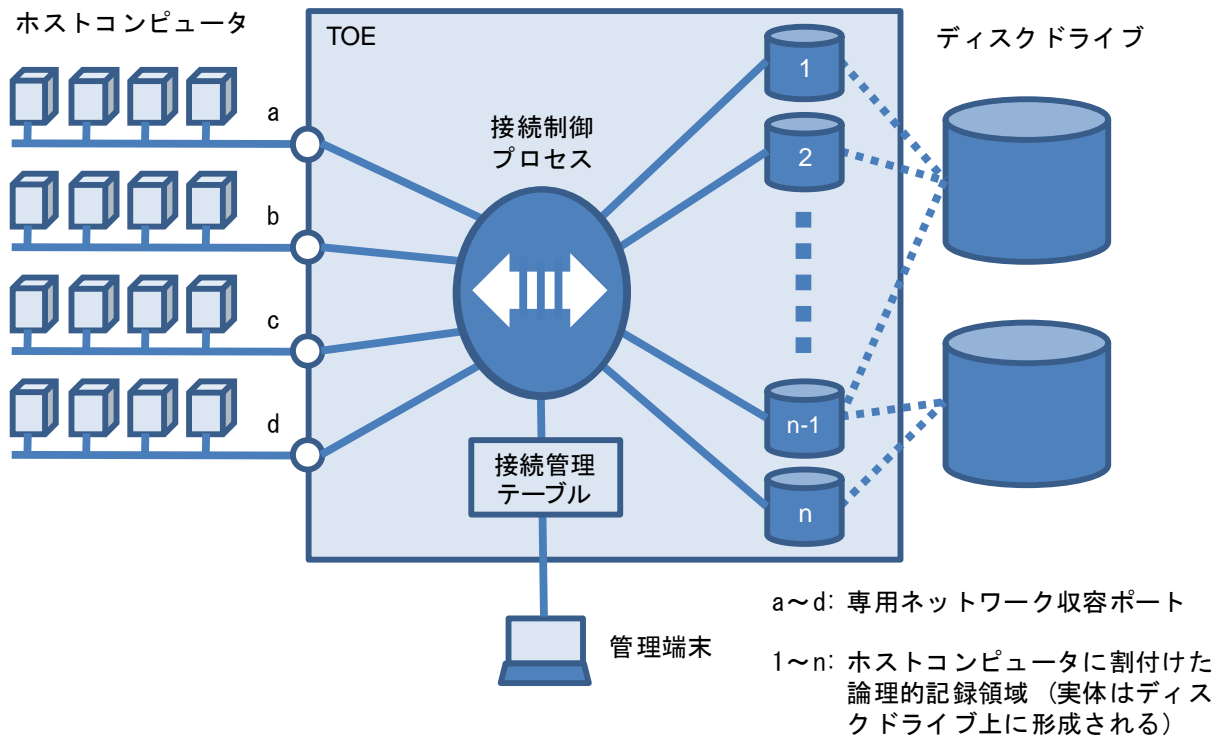 ホストコンピュータ
TOE
ディスクドライブ
a
b
c
d
接続制御
プロセス
接続管理
テーブル
1
2
n-1
n
管理端末
a～d: 専用ネットワーク収容ポート
1～n: ホストコンピュータに割付けた
論理的記録領域（実体はディス
クドライブ上に形成される）